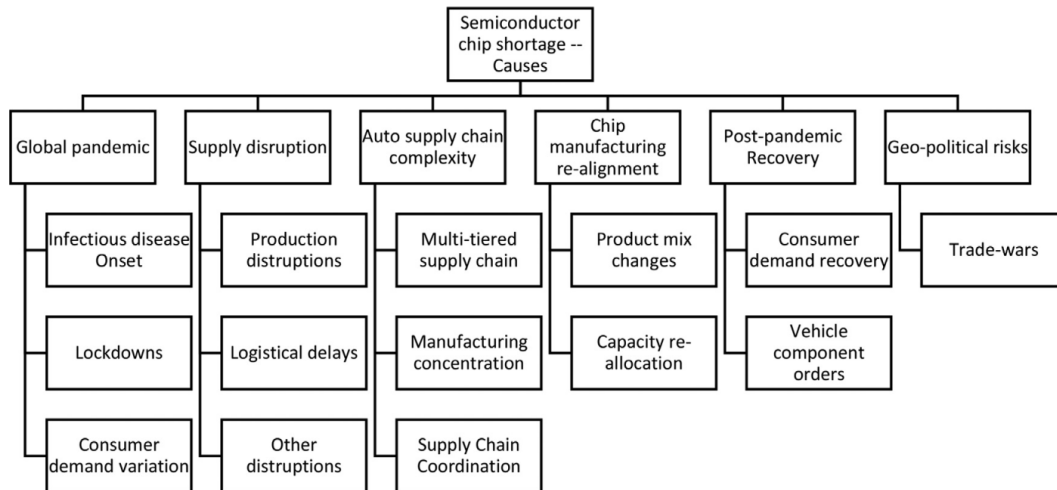 Semiconductor
chip shortage --
Causes
Global pandemic
Supply disruption
Auto supply chain
complexity
Chip
manufacturing
re-alignment
Post-pandemic
Recovery
Geo-political risks
Infectious disease
Onset
Production
distruptions
Multi-tiered
supply chain
Product mix
changes
Consumer
demand recovery
Trade-wars
Lockdowns
Logistical delays
Manufacturing
concentration
Capacity re-
allocation
Vehicle
component
orders
Consumer
demand variation
Other
distruptions
Supply Chain
Coordination